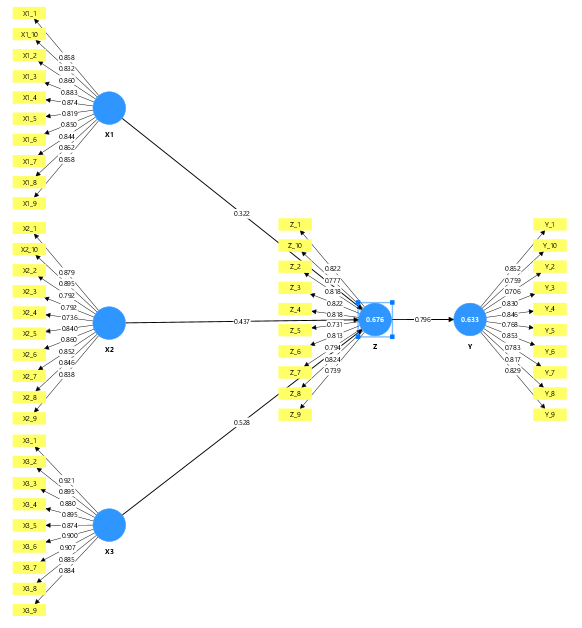 X1_1
X1_10
X1_2
X1_3
X1_4
X1_5
X1_6
X1_7
X1_8
X1_9
0.858
0.832
0.860
0.883
0.874
0.819
0.850
0.844
0.862
0.858
X1
0.322
X2_1
X2_10
X2_2
X2_3
X2_4
X2_5
X2_6
X2_7
X2_8
X2_9
0.879
0.895
0.792
0.792
0.736
0.840
0.860
0.852
0.846
0.838
X2
0.437
X3_1
X3_2
X3_3
X3_4
X3_5
X3_6
X3_7
X3_8
X3_9
0.921
0.895
0.880
0.895
0.874
0.900
0.907
0.885
0.884
X3
0.528
Z_1
Z_10
Z_2
Z_3
Z_4
Z_5
Z_6
Z_7
Z_8
Z_9
0.822
0.777
0.818
0.822
0.818
0.731
0.813
0.794
0.824
0.739
0.676
Z
0.796
0.633
Y
0.852
0.759
0.706
0.830
0.846
0.768
0.853
0.783
0.817
0.829
Y_1
Y_10
Y_2
Y_3
Y_4
Y_5
Y_6
Y_7
Y_8
Y_9